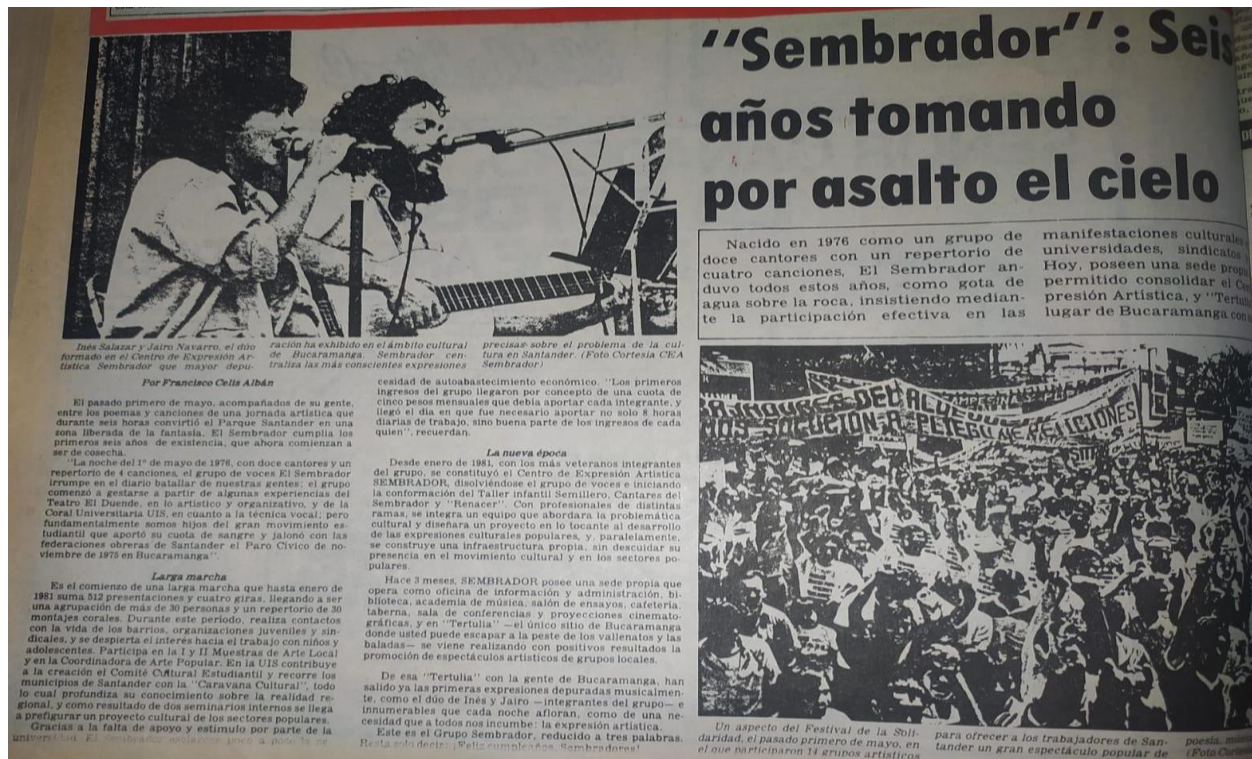 "Sembrador": Seis
años tomando
por asalto el cielo
Nacido en 1976 como un grupo de
doce cantores con un repertorio de
cuatro canciones, El Sembrador an-
duvo todos estos años, como gota de
agua sobre la roca, insistiendo median-
te la participación efectiva en las
manifestaciones culturales
universidades, sindicatos
Hoy, poseen una sede
permitido consolidar el
presión Artística, y
lugar de Bucaramanga
Inés Salazar y Jairo Navarro, el dúo
formado en el Centro de Expresión Ar-
tística Sembrador que mayor depu-
ración ha exhibido en el ámbito cultural
de Bucaramanga. Sembrador cen-
traliza las más conscientes expresiones
precisas sobre el problema de la cul-
tura en Santander. (Foto Cortesía CEA
Sembrador)
Por Francisco Celis Albán
El pasado primero de mayo, acompañados de su gente,
entre los poemas y canciones de una jornada artística que
durante seis horas convirtió el Parque Santander en una
zona liberada de la fantasía, El Sembrador cumplía los
primeros seis años de existencia, que ahora comienzan a
ser de cosecha.
"La noche del 1º de mayo de 1976, con doce cantores y un
repertorio de 4 canciones, el grupo de voces El Sembrador
irrumpe en el diario batallar de nuestras gentes; el grupo
comenzó a gestarse a partir de algunas experiencias del
Teatro El Duende, en lo artístico y organizativo, y de la
Coral Universitaria UIS, en cuanto a la técnica vocal; pero
fundamentalmente somos hijos del gran movimiento es-
tudiantil que aportó su cuota de sangre y jalonó con las
federaciones obreras de Santander el Paro Cívico de no-
viembre de 1975 en Bucaramanga".
Larga marcha
Es el comienzo de una larga marcha que hasta enero de
1981 suma 512 presentaciones y cuatro giras, llegando a ser
una agrupación de más de 30 personas y un repertorio de 30
montajes corales. Durante este período, realiza contactos
con la vida de los barrios, organizaciones juveniles y sin-
dicales, y se despierta el interés hacia el trabajo con niños y
adolescentes. Participa en la I y II Muestras de Arte Local
y en la Coordinadora de Arte Popular. En la UIS contribuye
a la creación el Comité Cultural Estudiantil y recorre los
municipios de Santander con la "Caravana Cultural", todo
lo cual profundiza su conocimiento sobre la realidad re-
gional, y como resultado de dos seminarios internos se llega
a prefigurar un proyecto cultural de los sectores populares.
Gracias a la falta de apoyo y estímulo por parte de la
universidad, El Sembrador
cesidad de autoabastecimiento económico. "Los primeros
ingresos del grupo llegaron por concepto de una cuota de
cinco pesos mensuales que debía aportar cada integrante, y
llegó el día en que fue necesario aportar no solo 8 horas
diarias de trabajo, sino buena parte de los ingresos de cada
quien", recuerdan.
La nueva época
Desde enero de 1981, con los más veteranos integrantes
del grupo, se constituyó el Centro de Expresión Artística
SEMBRADOR, disolviéndose el grupo de voces e iniciando
la conformación del Taller infantil Semillero, Cantares del
Sembrador y "Renacer". Con profesionales de distintas
ramas, se integra un equipo que abordara la problemática
cultural y diseñara un proyecto en lo tocante al desarrollo
de las expresiones culturales populares, y, paralelamente,
se construye una infraestructura propia, sin descuidar su
presencia en el movimiento cultural y en los sectores po-
pulares.
Hace 3 meses, SEMBRADOR posee una sede propia que
opera como oficina de información y administración, bi-
blioteca, academia de música, salón de ensayos, cafetería,
taberna, sala de conferencias y proyecciones cinemato-
gráficas, y en "Tertulia" —el único sitio de Bucaramanga
donde usted puede escapar a la peste de los vallenatos y las
baladas— se viene realizando con positivos resultados la
promoción de espectáculos artísticos de grupos locales.
De esa "Tertulia" con la gente de Bucaramanga, han
salido ya las primeras expresiones depuradas musicalmen-
te, como el dúo de Inés y Jairo —integrantes del grupo— e
innumerables que cada noche afloran, como de una ne-
cesidad que a todos nos incumbe: la expresión artística.
Este es el Grupo Sembrador, reducido a tres palabras.
Resta solo decir: ¡Feliz cumpleaños, Sembradores!
Un aspecto del Festival de la Soli-
daridad, el pasado primero de mayo, en
el que participaron 14 grupos artísticos
para ofrecer a los trabajadores de San-
tander un gran espectáculo popular de
poesía,
(Foto